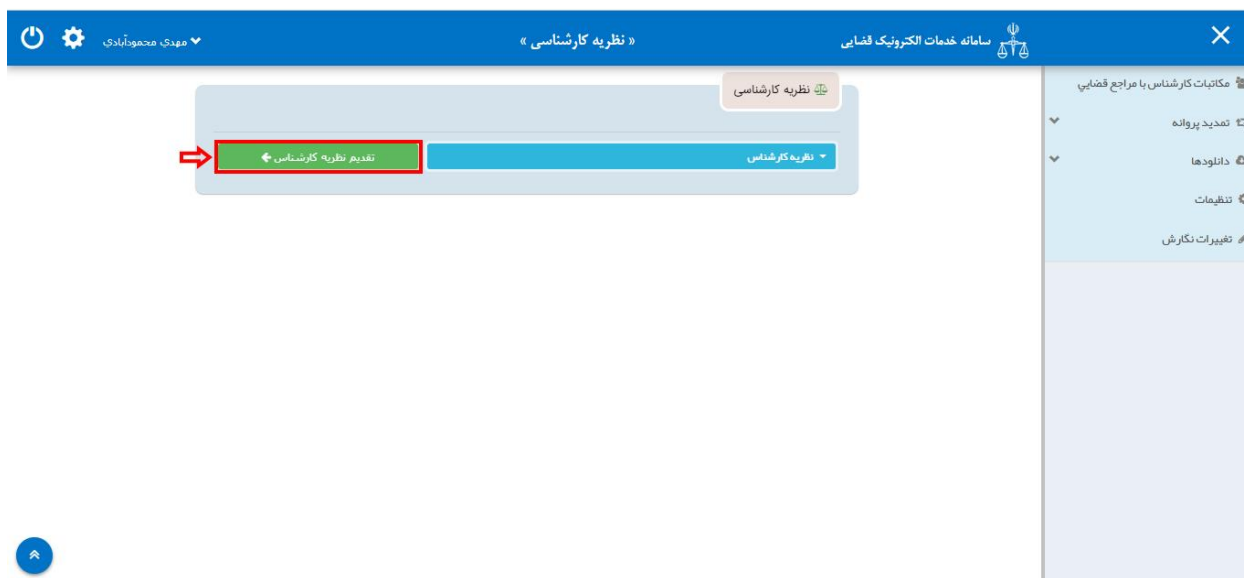 سامانه خدمات الکترونیک قضایی
« نظریه کارشناسی »
مهدي محمودآبادي
مکاتبات کارشناس با مراجع قضايي
تمدید پروانه
دانلودها
تنظیمات
تغییرات نگارش
نظریه کارشناسی
نظریه کارشناس
تقدیم نظریه کارشناس